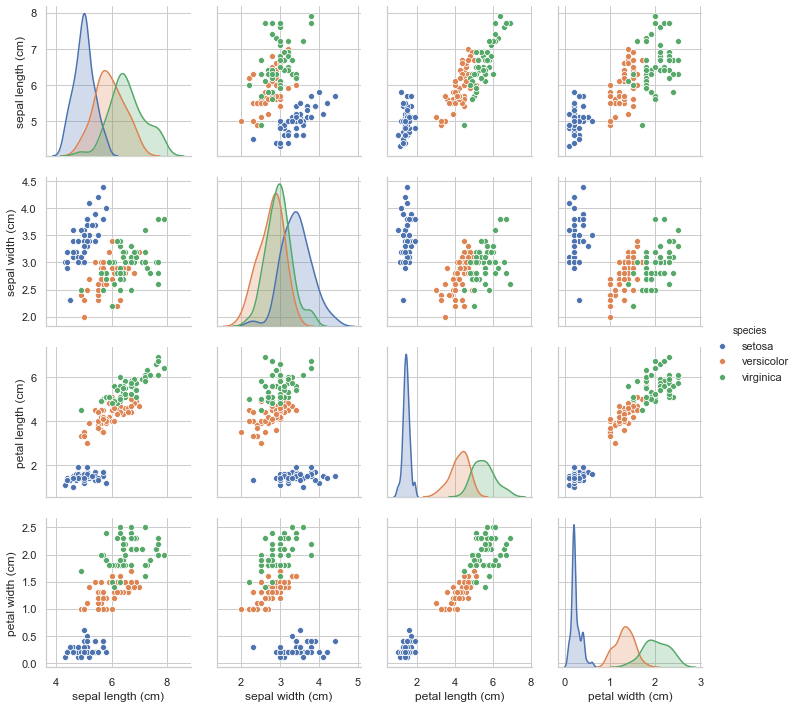 sepal length (cm)
8
7
6
5
sepal width (cm)
4.5
4.0
3.5
3.0
2.5
2.0
petal length (cm)
6
4
2
petal width (cm)
2.5
2.0
1.5
1.0
0.5
0.0
4 6 8
sepal length (cm)
2 3 4 5
sepal width (cm)
2 4 6 8
petal length (cm)
0 1 2 3
petal width (cm)
species
setosa
versicolor
virginica